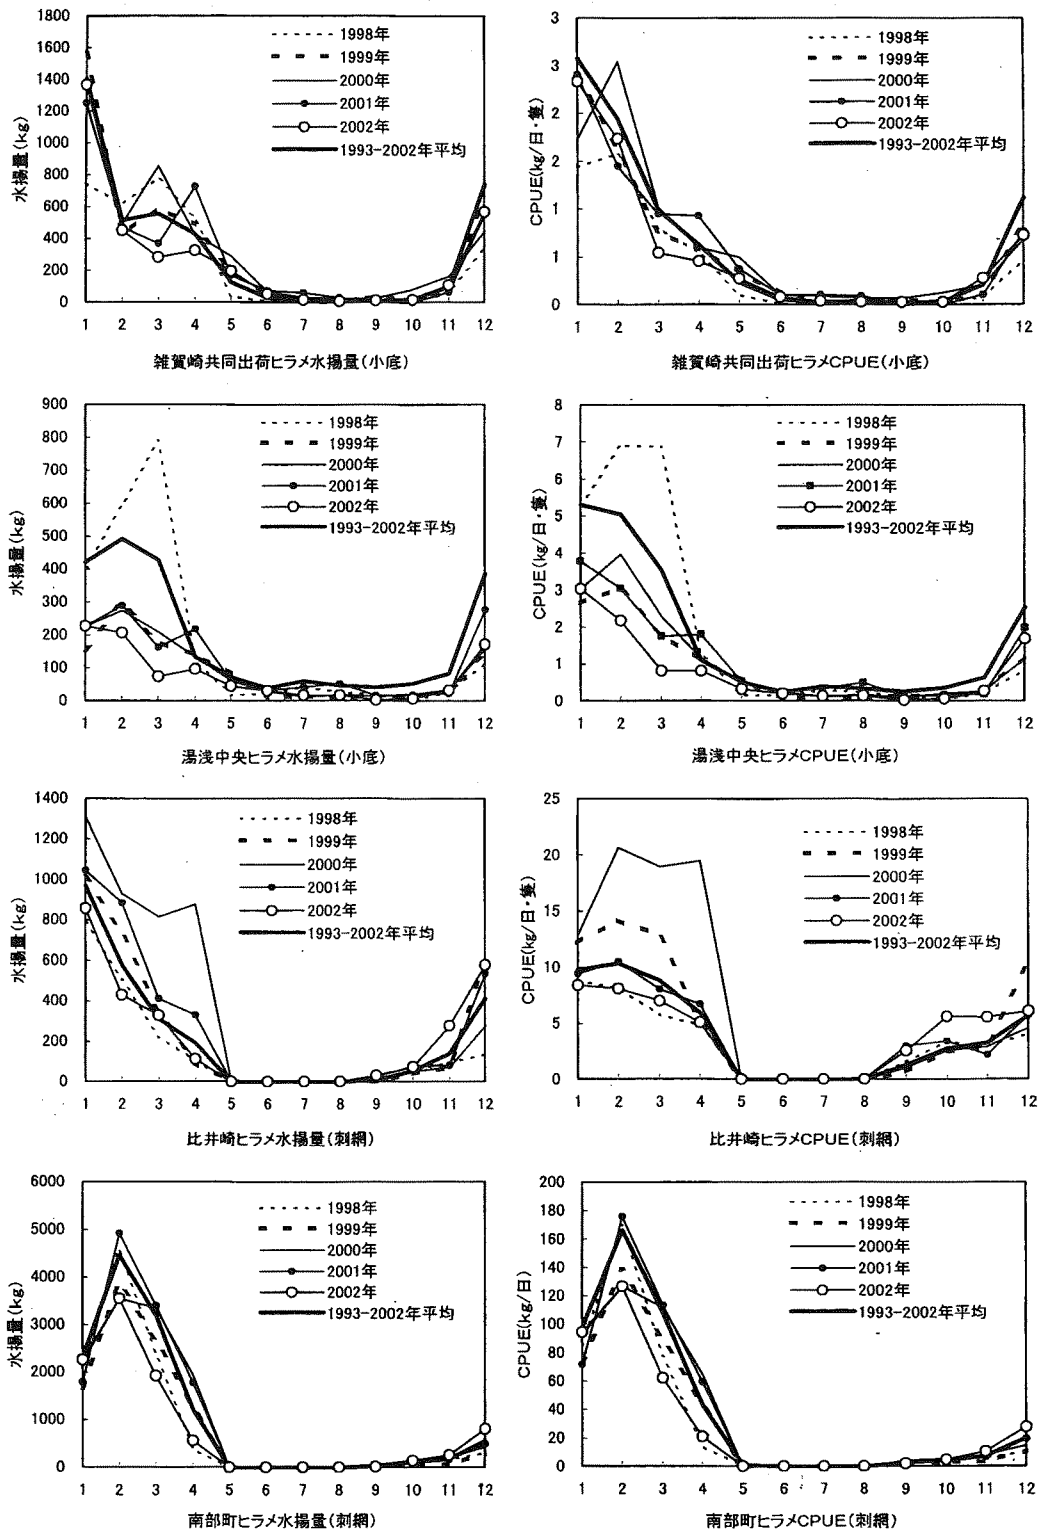 水揚量(kg)
1800
1600
1400
1200
1000
800
600
400
200
0
1998年
1999年
2000年
2001年
2002年
1993-2002年平均
1 2 3 4 5 6 7 8 9 10 11 12
雑賀崎共同出荷ヒラメ水揚量(小底)
CPUE(kg/日・隻)
3
3
2
2
1
1
0
1998年
1999年
2000年
2001年
2002年
1993-2002年平均
1 2 3 4 5 6 7 8 9 10 11 12
雑賀崎共同出荷ヒラメCPUE(小底)
水揚量(kg)
900
800
700
600
500
400
300
200
100
0
1998年
1999年
2000年
2001年
2002年
1993-2002年平均
1 2 3 4 5 6 7 8 9 10 11 12
湯浅中央ヒラメ水揚量(小底)
CPUE(kg/日・隻)
8
7
6
5
4
3
2
1
0
1998年
1999年
2000年
2001年
2002年
1993-2002年平均
1 2 3 4 5 6 7 8 9 10 11 12
湯浅中央ヒラメCPUE(小底)
水揚量(kg)
1400
1200
1000
800
600
400
200
0
1998年
1999年
2000年
2001年
2002年
1993-2002年平均
1 2 3 4 5 6 7 8 9 10 11 12
比井崎ヒラメ水揚量(刺網)
CPUE(kg/日・隻)
25
20
15
10
5
0
1998年
1999年
2000年
2001年
2002年
1993-2002年平均
1 2 3 4 5 6 7 8 9 10 11 12
比井崎ヒラメCPUE(刺網)
水揚量(kg)
6000
5000
4000
3000
2000
1000
0
1998年
1999年
2000年
2001年
2002年
1993-2002年平均
1 2 3 4 5 6 7 8 9 10 11 12
南部町ヒラメ水揚量(刺網)
CPUE(kg/日)
200
180
160
140
120
100
80
60
40
20
0
1998年
1999年
2000年
2001年
2002年
1993-2002年平均
1 2 3 4 5 6 7 8 9 10 11 12
南部町ヒラメCPUE(刺網)